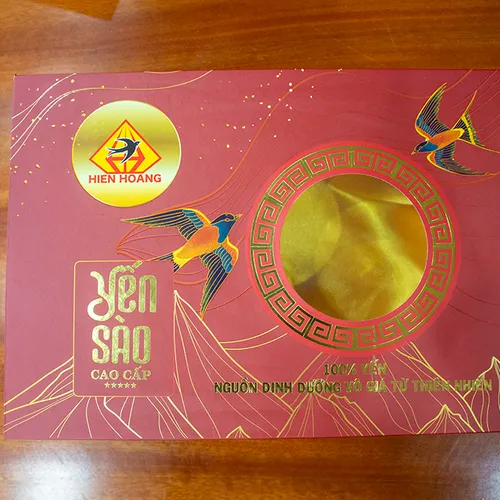 HIEN HOANG
Yến
SÀO
CAO CẤP
100% YẾN
NGUỒN DINH DƯỠNG VÔ GIÁ TỪ THIÊN NHIÊN